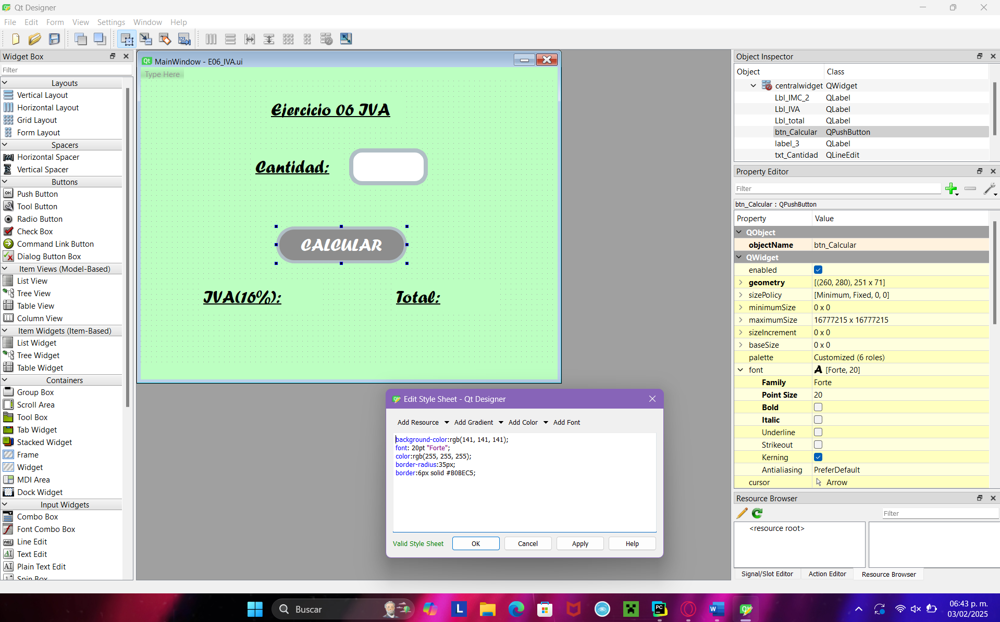 Qt Designer
File Edit Form View Settings Window Help
Widget Box
Filter
Layouts
Vertical Layout
Horizontal Layout
Grid Layout
Form Layout
Spacers
Horizontal Spacer
Vertical Spacer
Buttons
Push Button
Tool Button
Radio Button
Check Box
Command Link Button
Dialog Button Box
Item Views (Model-Based)
List View
Tree View
Table View
Column View
Item Widgets (Item-Based)
List Widget
Tree Widget
Table Widget
Containers
Group Box
Scroll Area
Tool Box
Tab Widget
Stacked Widget
Frame
Widget
MDI Area
Dock Widget
Input Widgets
Combo Box
Font Combo Box
Line Edit
Text Edit
Plain Text Edit
Spin Box
MainWindow - E06_IVA.ui
Type Here
Ejercicio 06 IVA
Cantidad:
CALCULAR
IVA(16%): Total:
Edit Style Sheet - Qt Designer
Add Resource Add Gradient Add Color Add Font
background-color:rgb(141, 141, 141);
font: 20pt "Forte";
color:rgb(255, 255, 255);
border-radius:35px;
border:6px solid #B0BEC5;
Valid Style Sheet OK Cancel Apply Help
Object Inspector
Object Class
centralwidget QWidget
Lbl_IMC_2 QLabel
Lbl_IVA QLabel
Lbl_total QLabel
btn_Calcular QPushButton
label_3 QLabel
txt_Cantidad QLineEdit
Property Editor
Filter
btn_Calcular : QPushButton
Property Value
QObject
objectName btn_Calcular
QWidget
enabled
geometry [(260, 280), 251 x 71]
sizePolicy [Minimum, Fixed, 0, 0]
minimumSize 0 x 0
maximumSize 16777215 x 16777215
sizeIncrement 0 x 0
baseSize 0 x 0
palette Customized (6 roles)
font A [Forte, 20]
Family Forte
Point Size 20
Bold
Italic
Underline
Strikeout
Kerning
Antialiasing PreferDefault
cursor Arrow
Resource Browser
Filter
<resource root>
Signal/Slot Editor Action Editor Resource Browser
Buscar
06:43 p. m.
03/02/2025